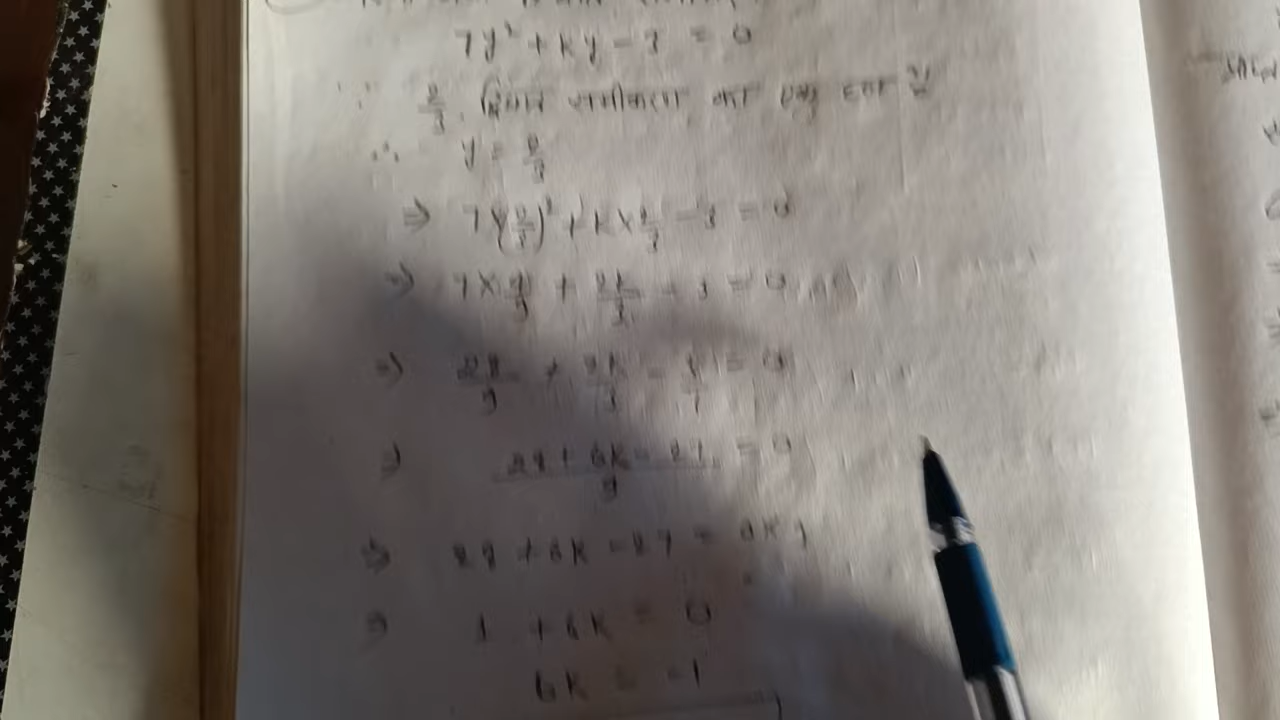 7y² + ky - 3 = 0
∵ 2/3, द्विघात समीकरण का एक हल है
∴ y = 2/3
⇒ 7 × (2/3)² + k × 2/3 - 3 = 0
⇒ 7 × 4/9 + 2k/3 - 3 = 0
⇒ 28/9 + 2k/3 - 3/1 = 0
⇒ 28 + 6k - 27 / 9 = 0
⇒ 28 + 6k - 27 = 0 × 9
⇒ 1 + 6k = 0
6k = -1